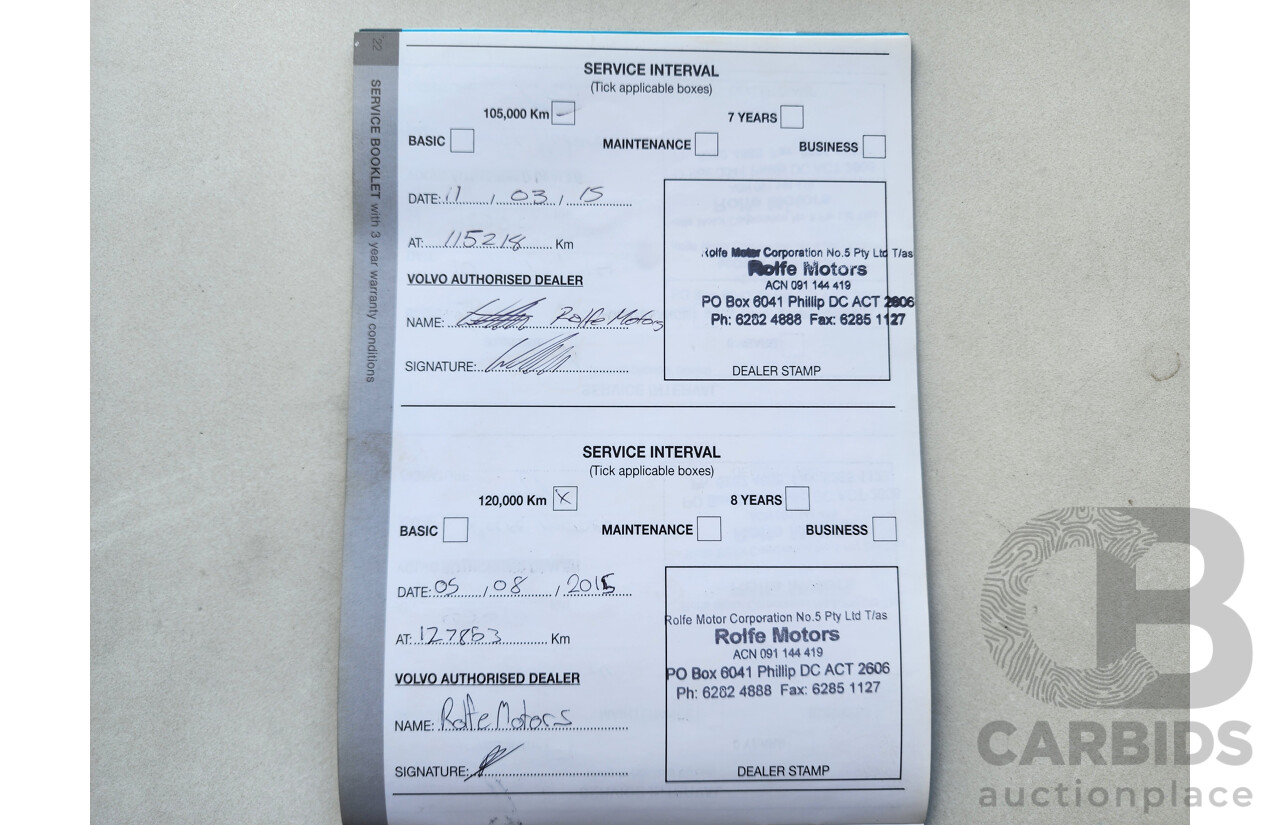 22
SERVICE BOOKLET with 3 year warranty conditions
SERVICE INTERVAL
(Tick applicable boxes)
105,000 Km
7 YEARS
BASIC
MAINTENANCE
BUSINESS
DATE: 11 / 03 / 15
AT: 115218 Km
VOLVO AUTHORISED DEALER
NAME: Rolfe Motors
SIGNATURE:
Rolfe Motor Corporation No.5 Pty Ltd T/as
Rolfe Motors
ACN 091 144 419
PO Box 6041 Phillip DC ACT 2606
Ph: 6282 4888 Fax: 6285 1127
DEALER STAMP
SERVICE INTERVAL
(Tick applicable boxes)
120,000 Km X
8 YEARS
BASIC
MAINTENANCE
BUSINESS
DATE: 05 / 08 / 2015
AT: 127853 Km
VOLVO AUTHORISED DEALER
NAME: Rolfe Motors
SIGNATURE:
Rolfe Motor Corporation No.5 Pty Ltd T/as
Rolfe Motors
ACN 091 144 419
PO Box 6041 Phillip DC ACT 2606
Ph: 6282 4888 Fax: 6285 1127
DEALER STAMP
CB
CARBIDS
auctionplace